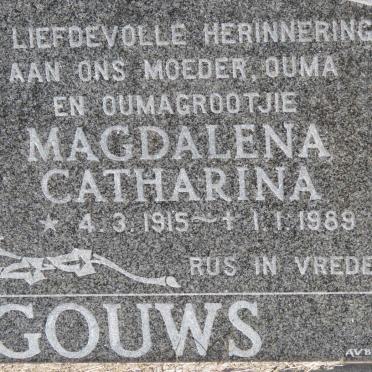 LIEFDEVOLLE HERINNERING
AAN ONS MOEDER, OUMA
EN OUMAGROOTJIE
MAGDALENA
CATHARINA
* 4.3.1915 ~ † 1.1.1989
RUS IN VREDE
GOUWS
AVB